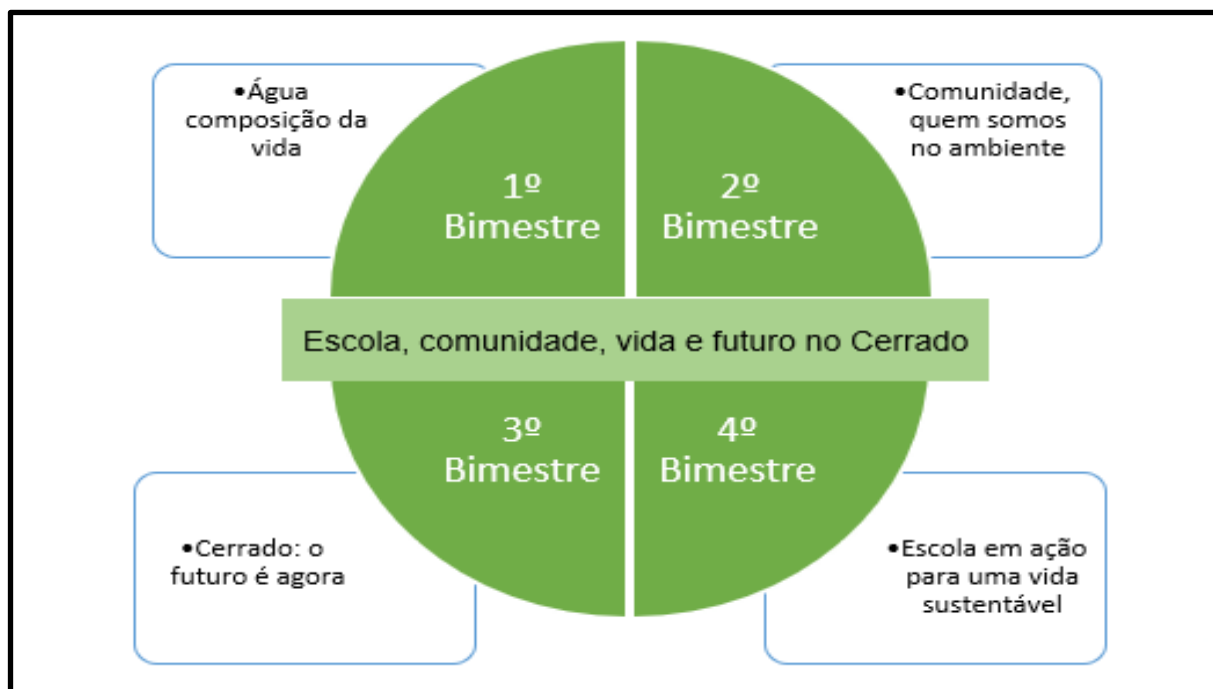 •Água
composição da
vida
1º
Bimestre
2º
Bimestre
•Comunidade,
quem somos
no ambiente
Escola, comunidade, vida e futuro no Cerrado
•Cerrado: o
futuro é agora
3º
Bimestre
4º
Bimestre
•Escola em ação
para uma vida
sustentável